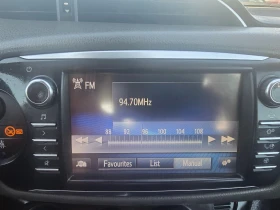 FM
94.70MHz
88 92 96 100 104 108
Favourites List Manual